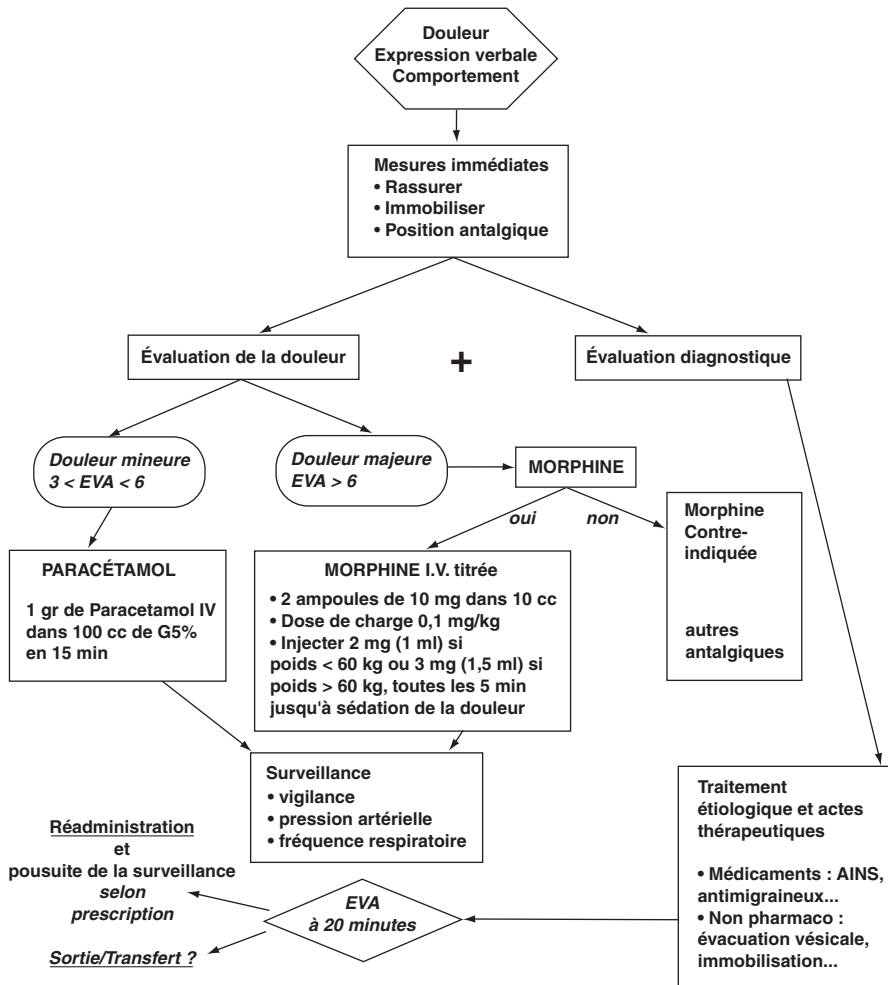 Douleur
Expression verbale
Comportement
Mesures immédiates
• Rassurer
• Immobiliser
• Position antalgique
Évaluation de la douleur
+
Évaluation diagnostique
Douleur mineure
3 < EVA < 6
Douleur majeure
EVA > 6
MORPHINE
oui
non
Morphine
Contre-
indiquée
autres
antalgiques
PARACÉTAMOL
1 gr de Paracetamol IV
dans 100 cc de G5%
en 15 min
MORPHINE I.V. titrée
• 2 ampoules de 10 mg dans 10 cc
• Dose de charge 0,1 mg/kg
• Injecter 2 mg (1 ml) si
poids < 60 kg ou 3 mg (1,5 ml) si
poids > 60 kg, toutes les 5 min
jusqu'à sédation de la douleur
Surveillance
• vigilance
• pression artérielle
• fréquence respiratoire
Traitement
étiologique et actes
thérapeutiques
• Médicaments : AINS,
antimigraineux...
• Non pharmaco :
évacuation vésicale,
immobilisation...
Réadministration
et
pousuite de la surveillance
selon
prescription
EVA
à 20 minutes
Sortie/Transfert ?